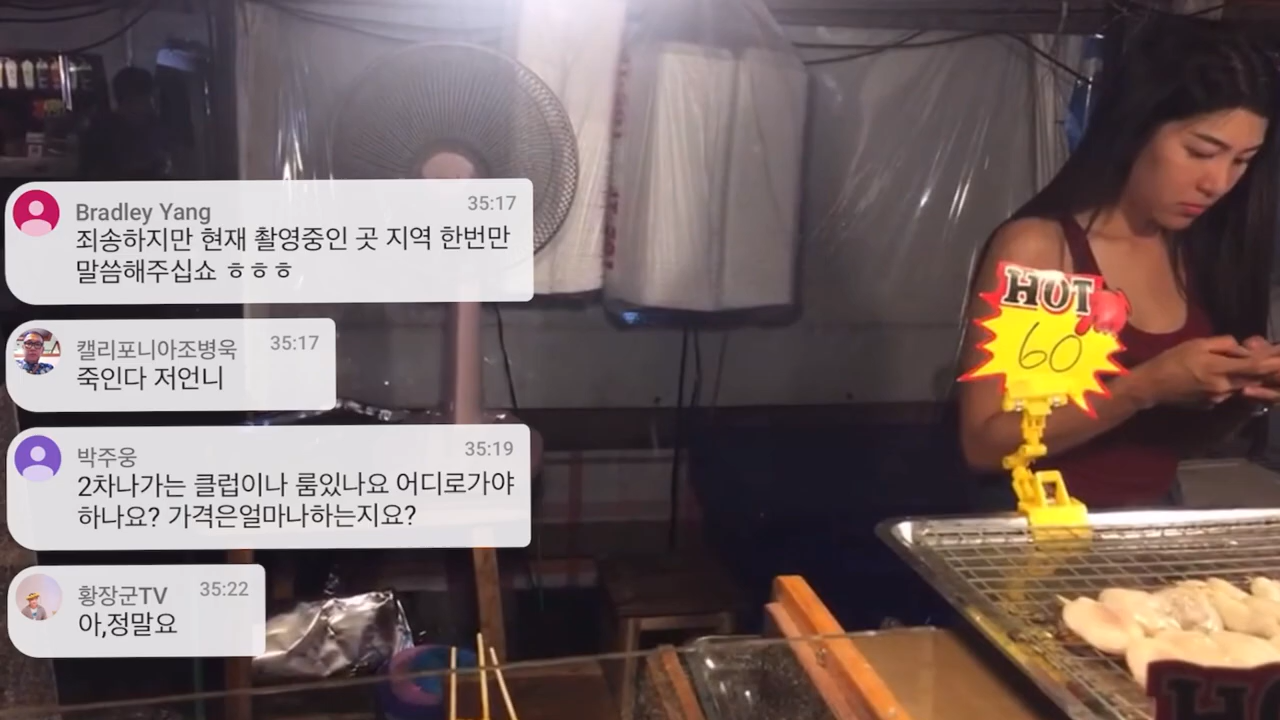 Bradley Yang 35:17
죄송하지만 현재 촬영중인 곳 지역 한번만
말씀해주십쇼 ㅎㅎㅎ
캘리포니아조병욱 35:17
죽인다 저언니
박주웅 35:19
2차나가는 클럽이나 룸있나요 어디로가야
하나요? 가격은얼마나하는지요?
황장군TV 35:22
아,정말요
HOT
60
HO